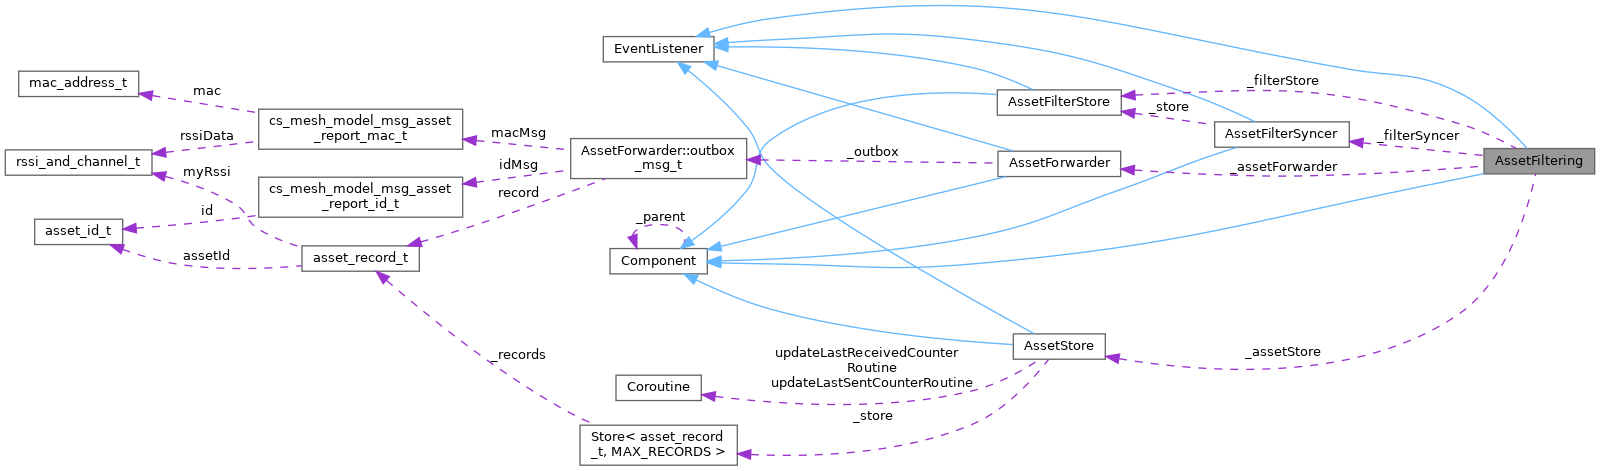 EventListener
mac_address_t
mac
_filterStore
AssetFilterStore
_store
cs_mesh_model_msg_asset
_report_mac_t
rssiData
macMsg
AssetForwarder::outbox
_msg_t
_outbox
AssetForwarder
AssetFilterSyncer
_filterSyncer
AssetFiltering
_assetForwarder
rssi_and_channel_t
myRssi
idMsg
cs_mesh_model_msg_asset
_report_id_t
record
id
asset_id_t
assetId
asset_record_t
_parent
Component
AssetStore
_assetStore
_records
updateLastReceivedCounter
Routine
updateLastSentCounterRoutine
Coroutine
_store
Store< asset_record
_t, MAX_RECORDS >